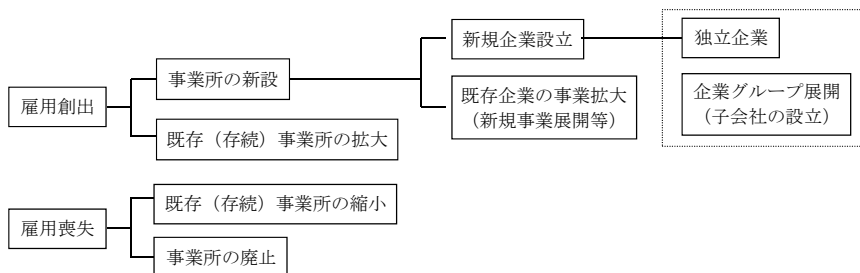 雇用創出
事業所の新設
既存（存続）事業所の拡大
新規企業設立
既存企業の事業拡大
（新規事業展開等）
独立企業
企業グループ展開
（子会社の設立）
雇用喪失
既存（存続）事業所の縮小
事業所の廃止